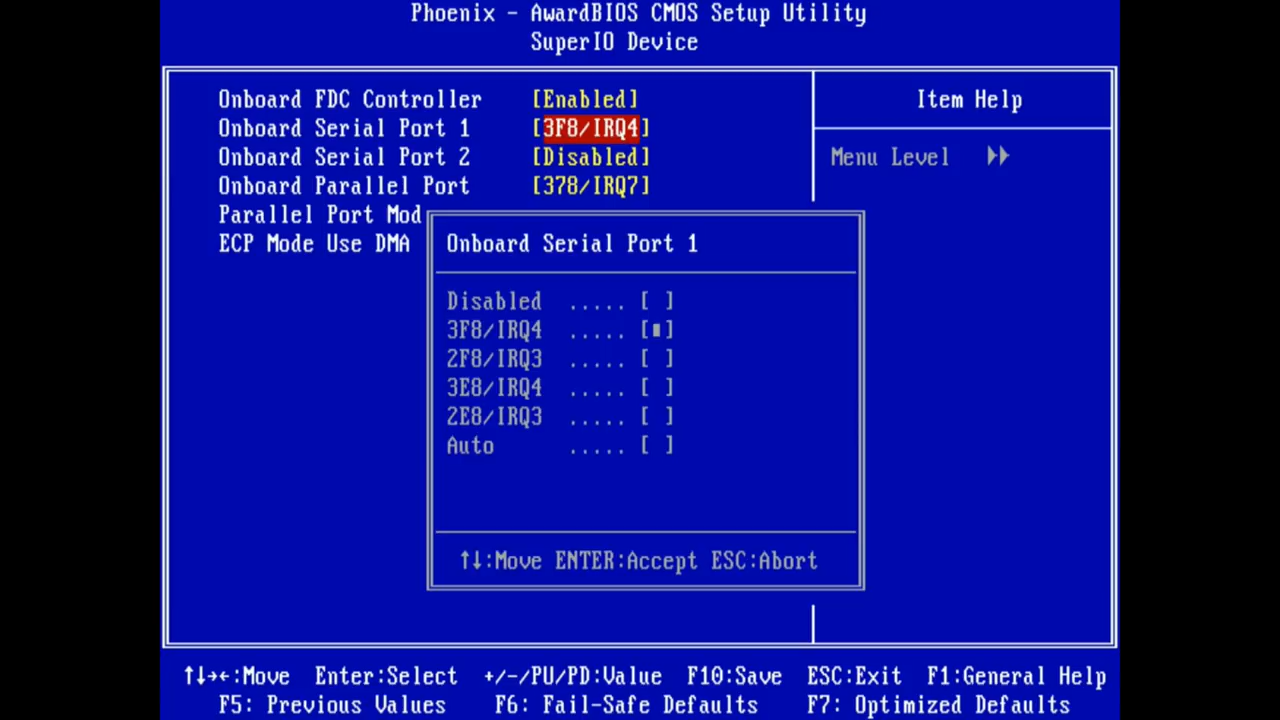 Phoenix - AwardBIOS CMOS Setup Utility
SuperIO Device
Onboard FDC Controller [Enabled]
Onboard Serial Port 1 [3F8/IRQ4]
Onboard Serial Port 2 [Disabled]
Onboard Parallel Port [378/IRQ7]
Parallel Port Mod
ECP Mode Use DMA
Item Help
Menu Level ▸▸
Onboard Serial Port 1
Disabled ..... [ ]
3F8/IRQ4 ..... [▮]
2F8/IRQ3 ..... [ ]
3E8/IRQ4 ..... [ ]
2E8/IRQ3 ..... [ ]
Auto ..... [ ]
↑↓:Move ENTER:Accept ESC:Abort
↑↓→←:Move Enter:Select +/-/PU/PD:Value F10:Save ESC:Exit F1:General Help
F5: Previous Values F6: Fail-Safe Defaults F7: Optimized Defaults